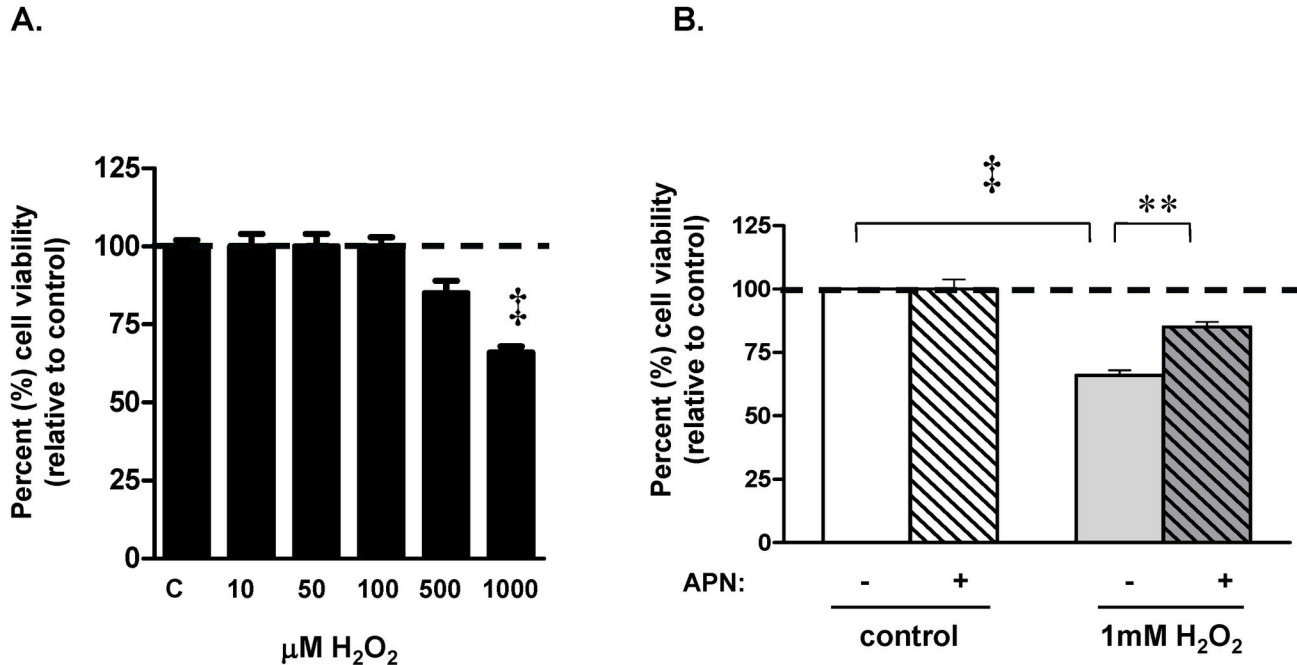 A.
Percent (%) cell viability
(relative to control)
125
100
75
50
25
0
‡
C 10 50 100 500 1000
μM H₂O₂
B.
Percent (%) cell viability
(relative to control)
125
100
75
50
25
0
‡
**
APN: - + - +
control 1mM H₂O₂